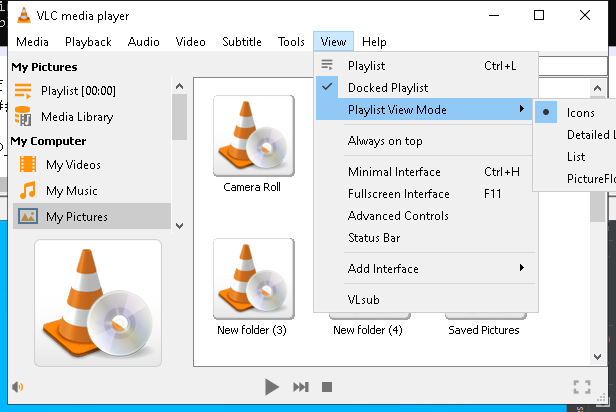 VLC media player
Media Playback Audio Video Subtitle Tools View Help
My Pictures
Playlist [00:00]
Media Library
My Computer
My Videos
My Music
My Pictures
Camera Roll
New folder (3)
New folder (4)
Saved Pictures
Playlist Ctrl+L
Docked Playlist
Playlist View Mode
Always on top
Minimal Interface Ctrl+H
Fullscreen Interface F11
Advanced Controls
Status Bar
Add Interface
VLsub
Icons
Detailed L
List
PictureFlo